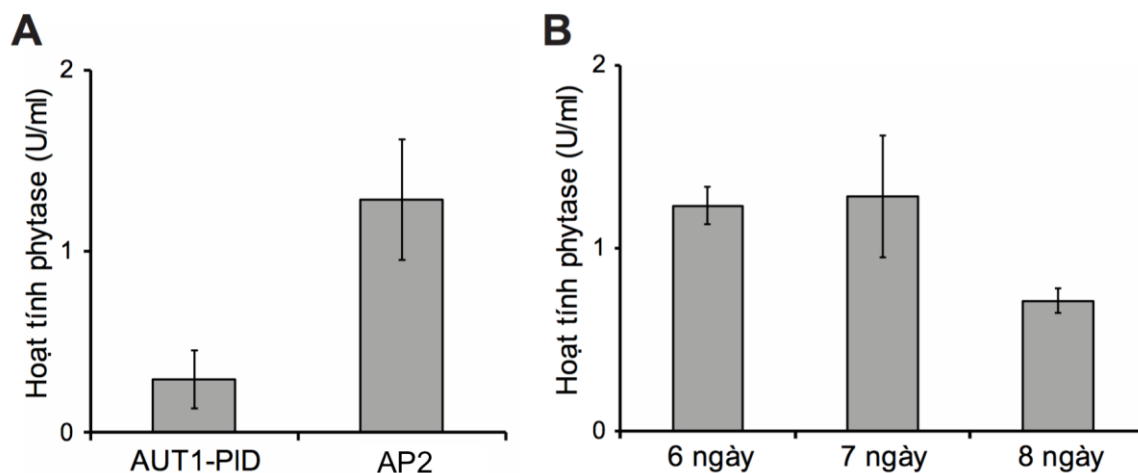 A
Hoạt tính phytase (U/ml)
2
1
0
AUT1-PID
AP2
B
Hoạt tính phytase (U/ml)
2
1
0
6 ngày
7 ngày
8 ngày